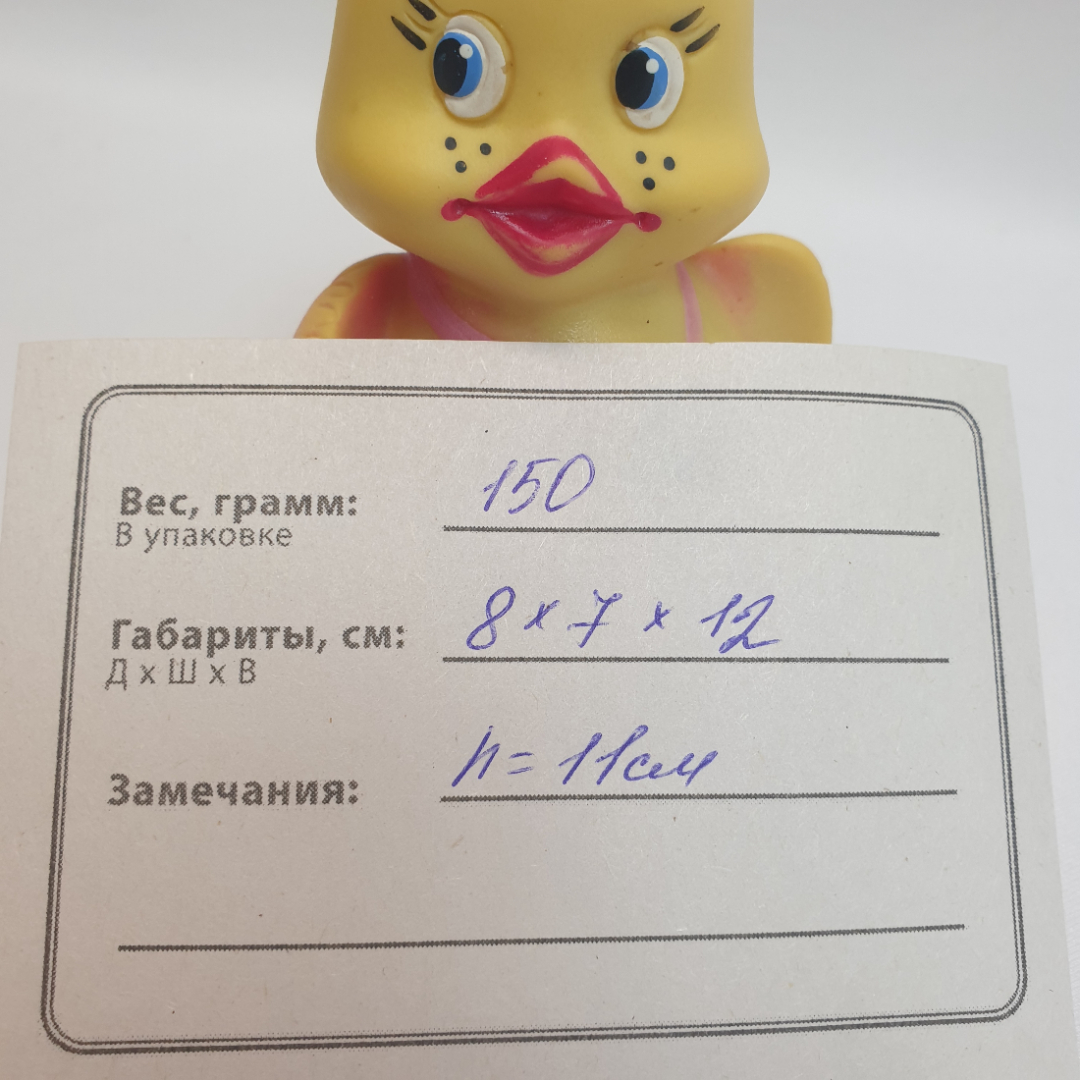 Вес, грамм: 150
В упаковке
Габариты, см: 8 x 7 x 12
Д х Ш х В
Замечания: h = 11см